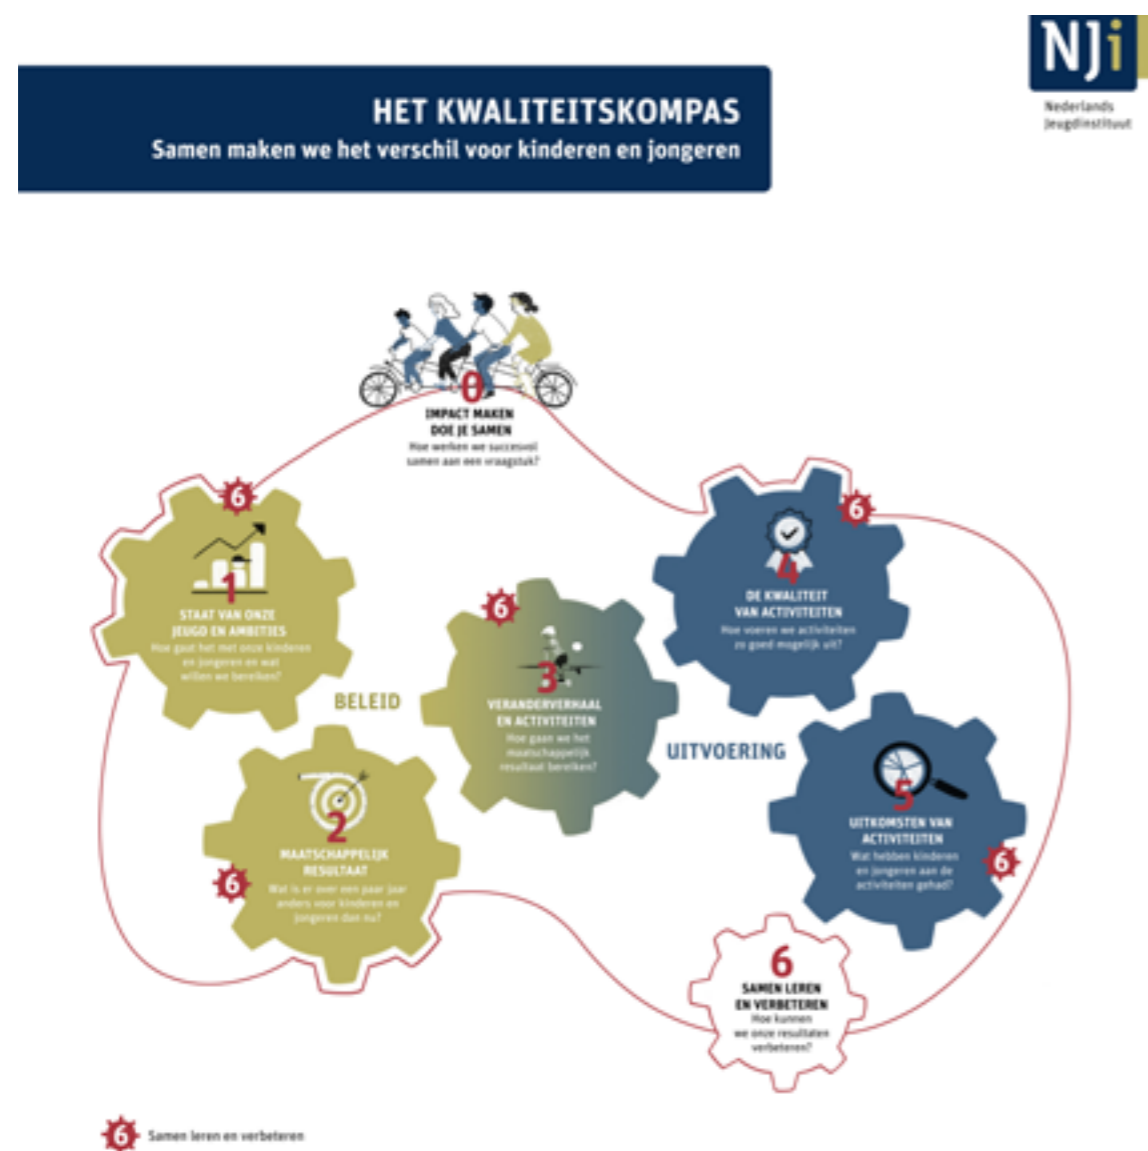 NJi
Nederlands
Jeugdinstituut
HET KWALITEITSKOMPAS
Samen maken we het verschil voor kinderen en jongeren
0
IMPACT MAKEN
DOE JE SAMEN
Hoe werken we succesvol
samen aan een vraagstuk?
6
1
STAAT VAN ONZE
JEUGD EN AMBITIES
Hoe gaat het met onze kinderen
en jongeren en wat
willen we bereiken?
BELEID
2
MAATSCHAPPELIJK
RESULTAAT
Wat is er over een paar jaar
anders voor kinderen en
jongeren dan nu?
6
6
3
VERANDERVERHAAL
EN ACTIVITEITEN
Hoe gaan we het
maatschappelijk
resultaat bereiken?
UITVOERING
6
4
DE KWALITEIT
VAN ACTIVITEITEN
Hoe voeren we activiteiten
zo goed mogelijk uit?
5
UITKOMSTEN VAN
ACTIVITEITEN
Wat hebben kinderen
en jongeren aan de
activiteiten gehad?
6
6
SAMEN LEREN
EN VERBETEREN
Hoe kunnen
we onze resultaten
verbeteren?
6 Samen leren en verbeteren